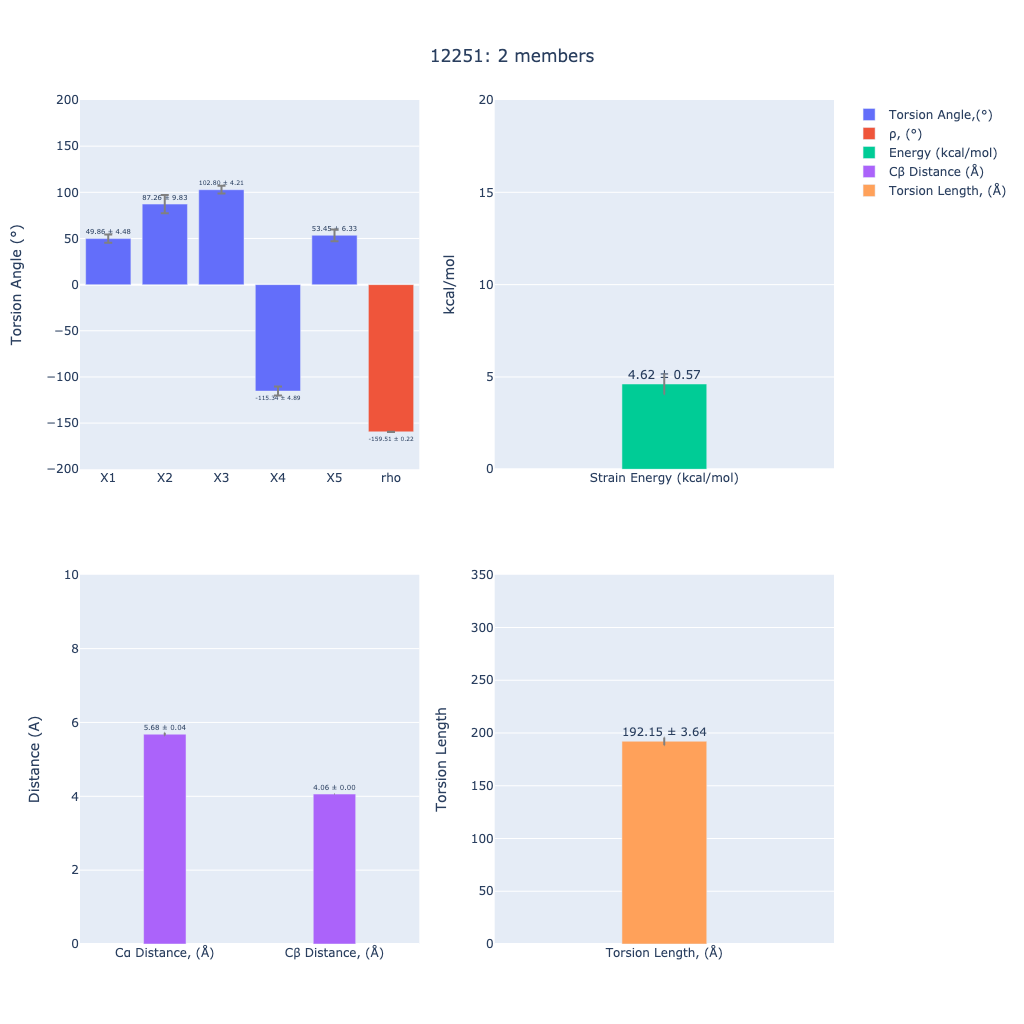 12251: 2 members
Torsion Angle (°)
200
150
100
50
0
−50
−100
−150
−200
49.86 ± 4.48
87.26 ± 9.83
102.80 ± 4.21
-115.34 ± 4.89
53.45 ± 6.33
-159.51 ± 0.22
X1 X2 X3 X4 X5 rho
kcal/mol
20
15
10
5
0
4.62 ± 0.57
Strain Energy (kcal/mol)
Torsion Angle,(°)
ρ, (°)
Energy (kcal/mol)
Cβ Distance (Å)
Torsion Length, (Å)
Distance (A)
10
8
6
4
2
0
5.68 ± 0.04
4.06 ± 0.00
Cα Distance, (Å) Cβ Distance, (Å)
Torsion Length
350
300
250
200
150
100
50
0
192.15 ± 3.64
Torsion Length, (Å)